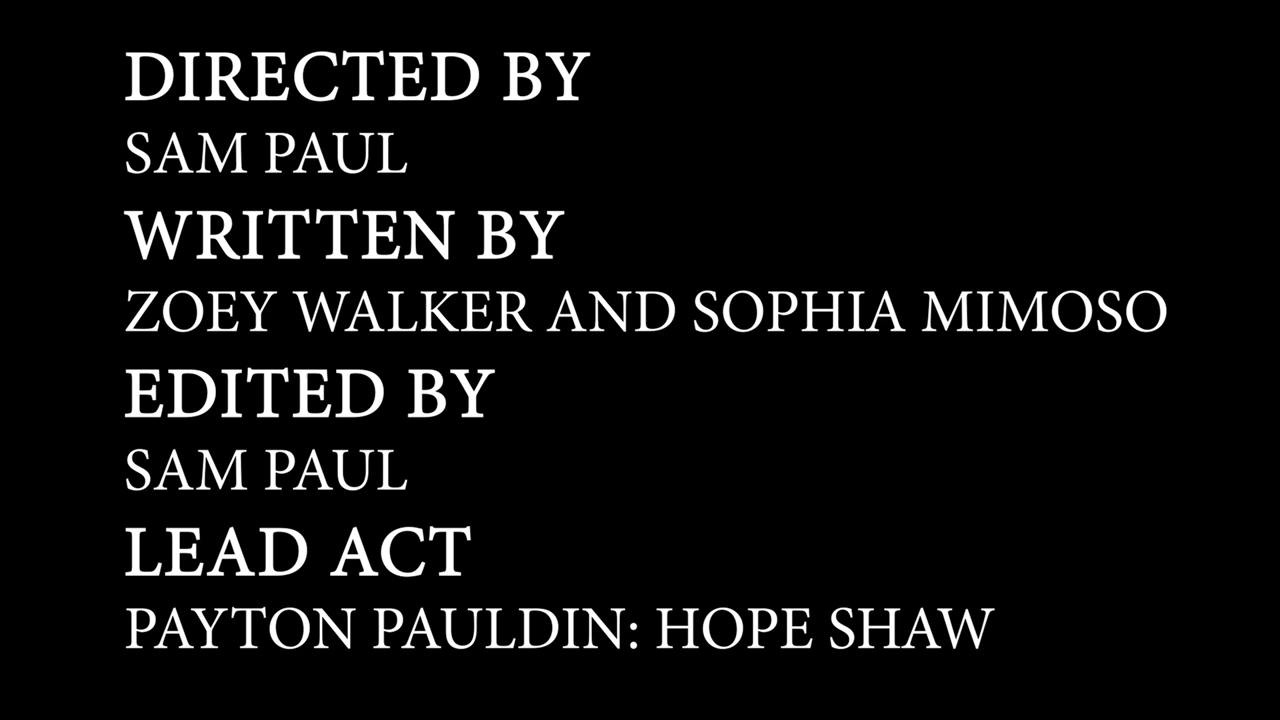 DIRECTED BY
SAM PAUL
WRITTEN BY
ZOEY WALKER AND SOPHIA MIMOSO
EDITED BY
SAM PAUL
LEAD ACT
PAYTON PAULDIN: HOPE SHAW